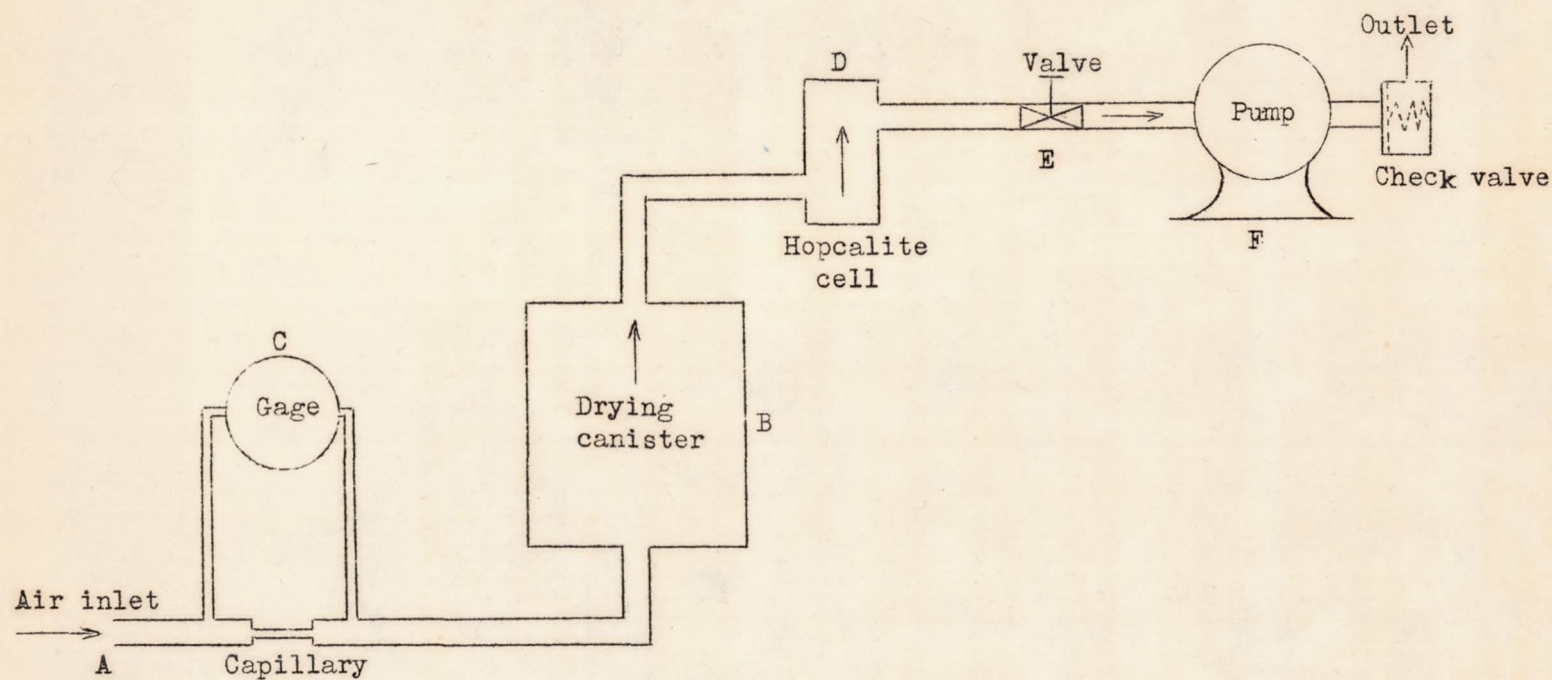 Outlet
D
Valve
Pump
E
Check valve
F
Hopcalite
cell
C
Gage
Drying
canister
B
Air inlet
A
Capillary